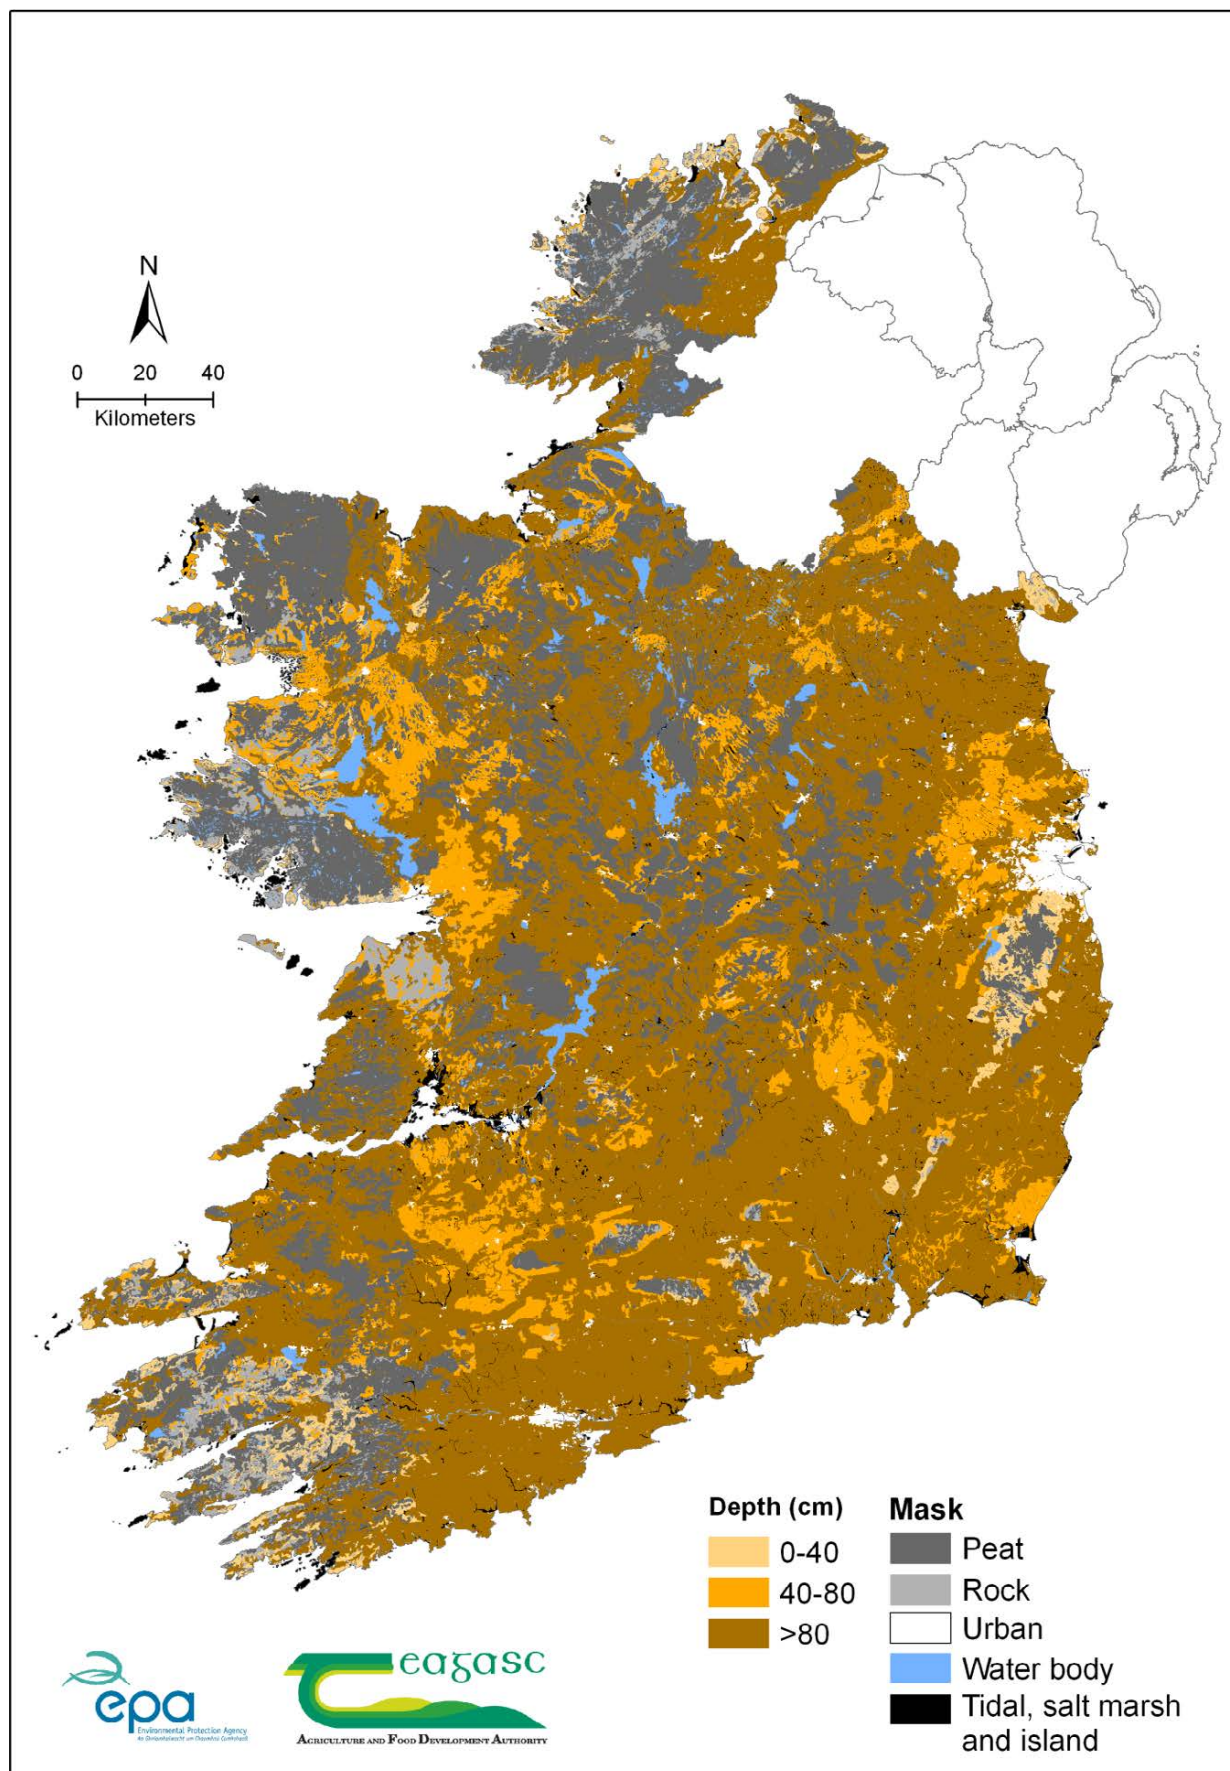 N
0 20 40
Kilometers
Depth (cm)
0-40
40-80
>80
Mask
Peat
Rock
Urban
Water body
Tidal, salt marsh
and island
epa
Environmental Protection Agency
eagasc
AGRICULTURE AND FOOD DEVELOPMENT AUTHORITY